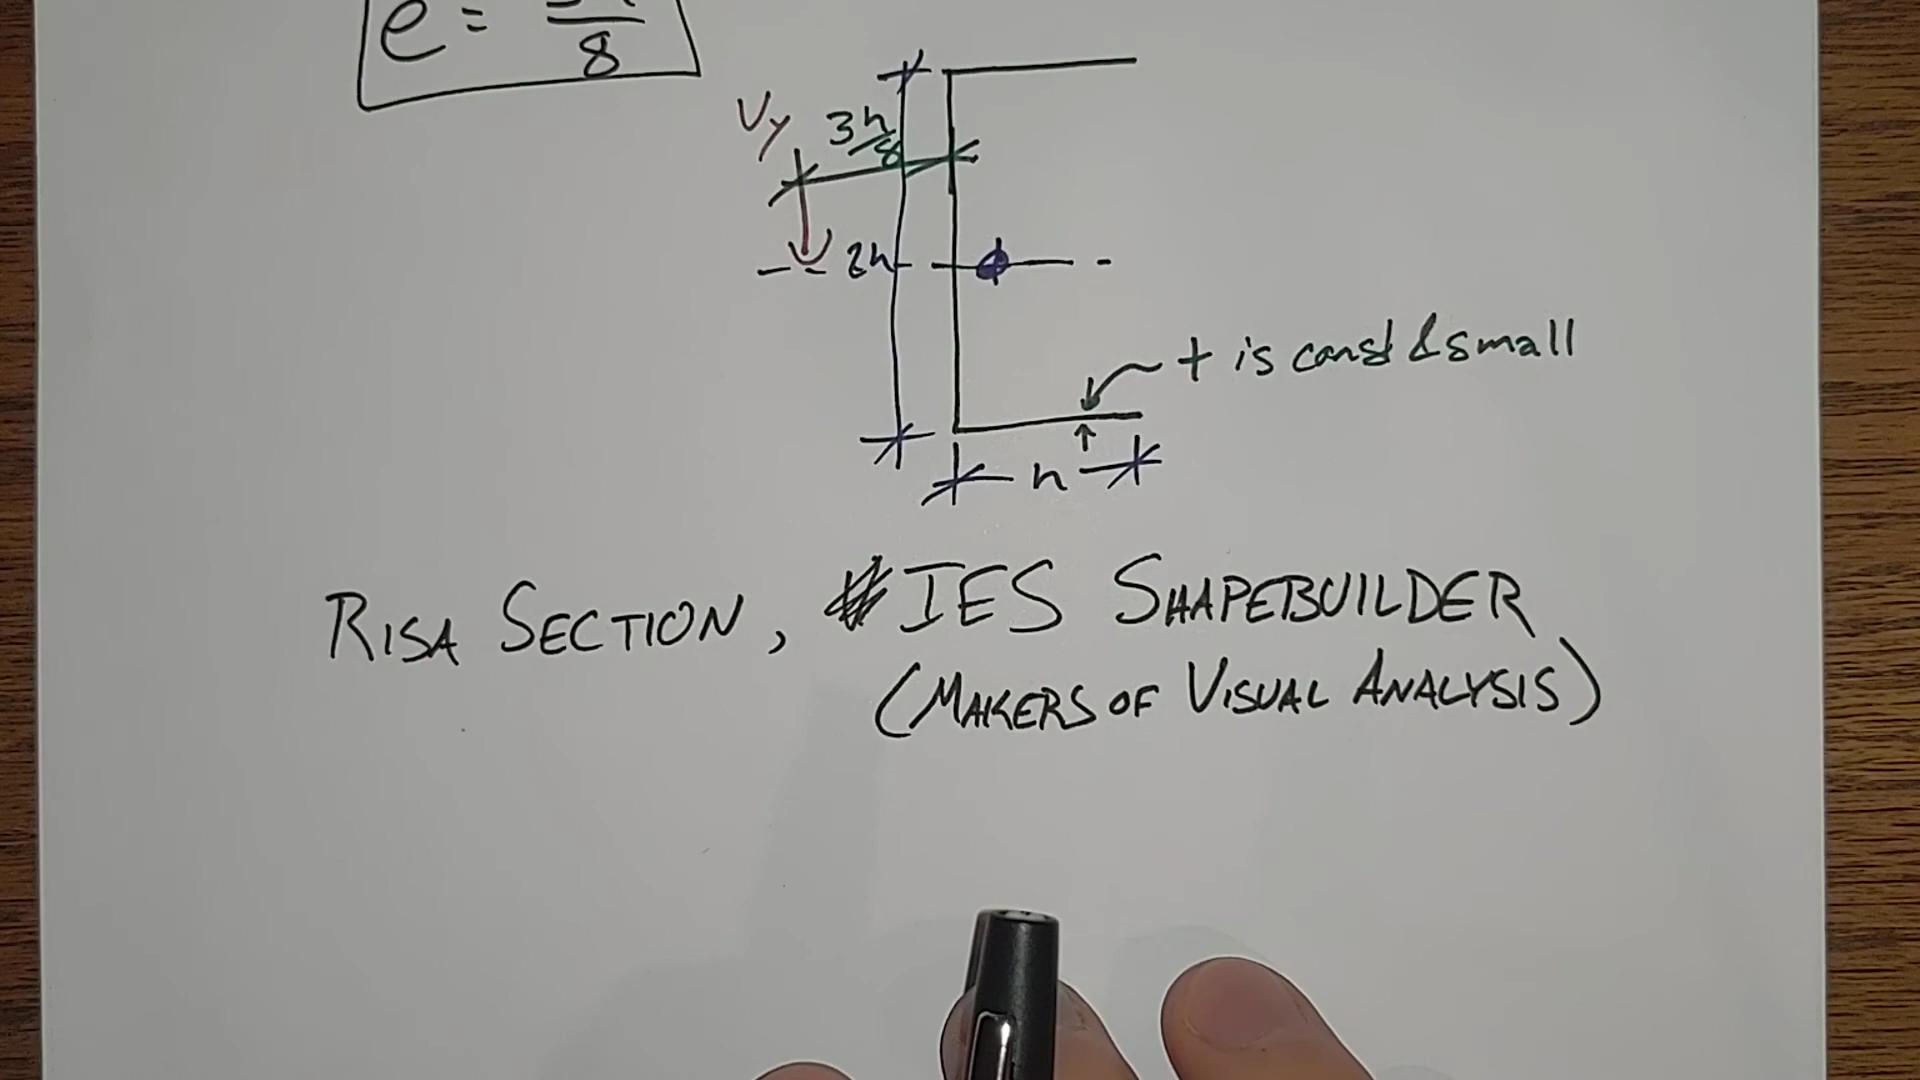 e = 3h/8
Vy
3h/8
2h
t is const & small
h
RISA SECTION, IES SHAPEBUILDER
(MAKERS OF VISUAL ANALYSIS)